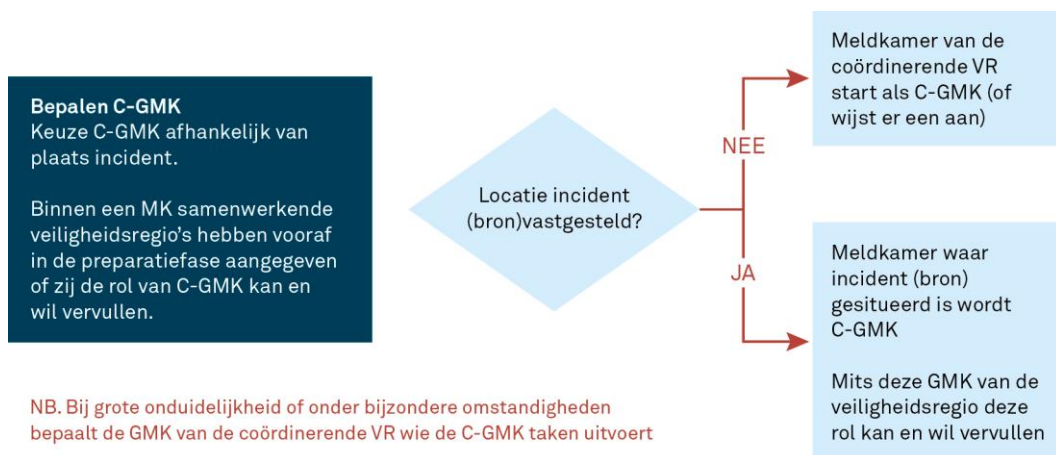 Bepalen C-GMK
Keuze C-GMK afhankelijk van
plaats incident.
Binnen een MK samenwerkende
veiligheidsregio's hebben vooraf
in de preparatiefase aangegeven
of zij de rol van C-GMK kan en
wil vervullen.
Locatie incident
(bron)vastgesteld?
NEE
Meldkamer van de
coördinerende VR
start als C-GMK (of
wijst er een aan)
JA
Meldkamer waar
incident (bron)
gesitueerd is wordt
C-GMK
Mits deze GMK van de
veiligheidsregio deze
rol kan en wil vervullen
NB. Bij grote onduidelijkheid of onder bijzondere omstandigheden
bepaalt de GMK van de coördinerende VR wie de C-GMK taken uitvoert